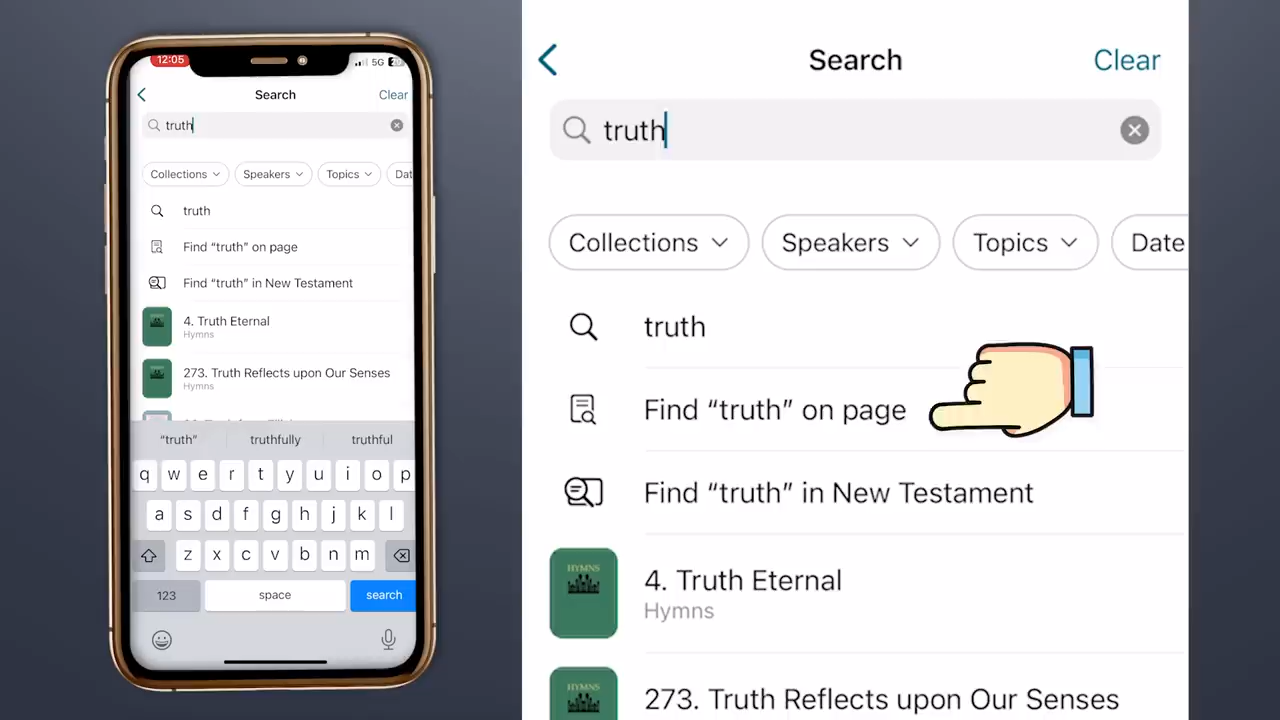 12:05
5G
Search
Clear
truth
Collections
Speakers
Topics
Dat
truth
Find “truth” on page
Find “truth” in New Testament
4. Truth Eternal
Hymns
273. Truth Reflects upon Our Senses
Hymns
“truth”
truthfully
truthful
q w e r t y u i o p
a s d f g h j k l
z x c v b n m
123
space
search
Search
Clear
truth
Collections
Speakers
Topics
Date
truth
Find “truth” on page
Find “truth” in New Testament
HYMNS
4. Truth Eternal
Hymns
HYMNS
273. Truth Reflects upon Our Senses